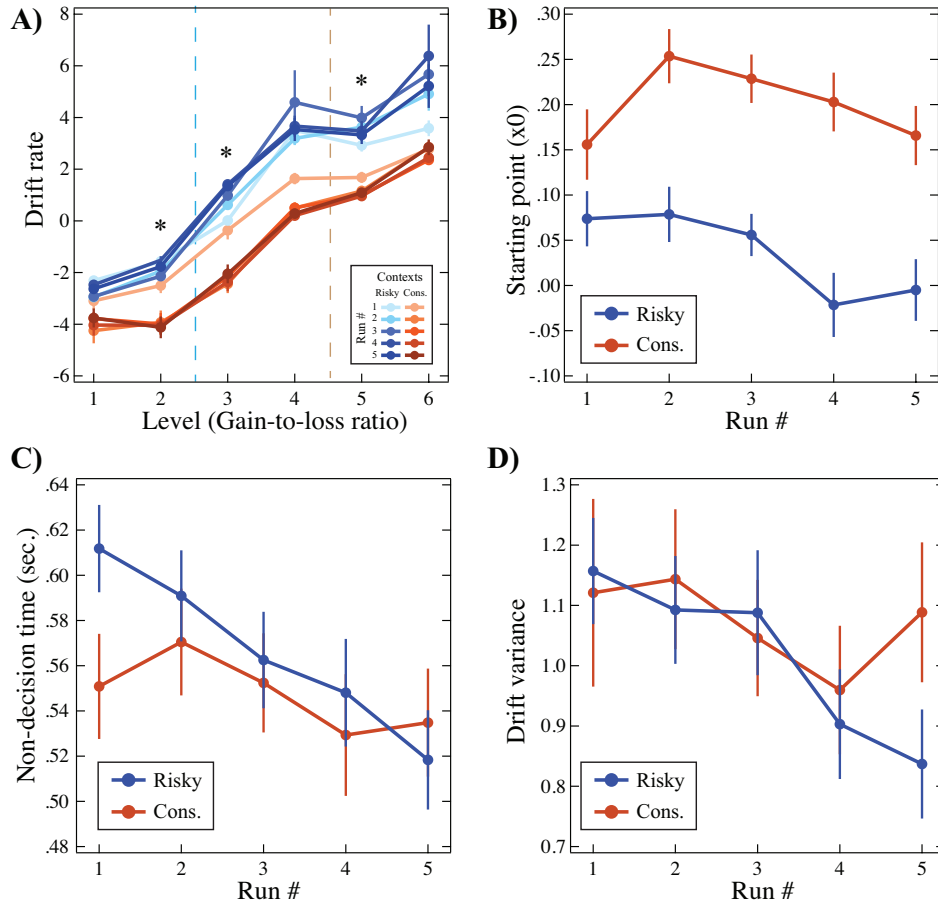 A)
8
6
4
2
0
-2
-4
-6
Drift rate
*
*
*
Contexts
Risky Cons.
Run #
1
2
3
4
5
1 2 3 4 5 6
Level (Gain-to-loss ratio)
B)
.30
.25
.20
.15
.10
.05
.00
-.05
-.10
Starting point (x0)
Risky
Cons.
1 2 3 4 5
Run #
C)
.64
.62
.60
.58
.56
.54
.52
.50
.48
Non-decision time (sec.)
Risky
Cons.
1 2 3 4 5
Run #
D)
1.3
1.2
1.1
1.0
0.9
0.8
0.7
Drift variance
Risky
Cons.
1 2 3 4 5
Run #